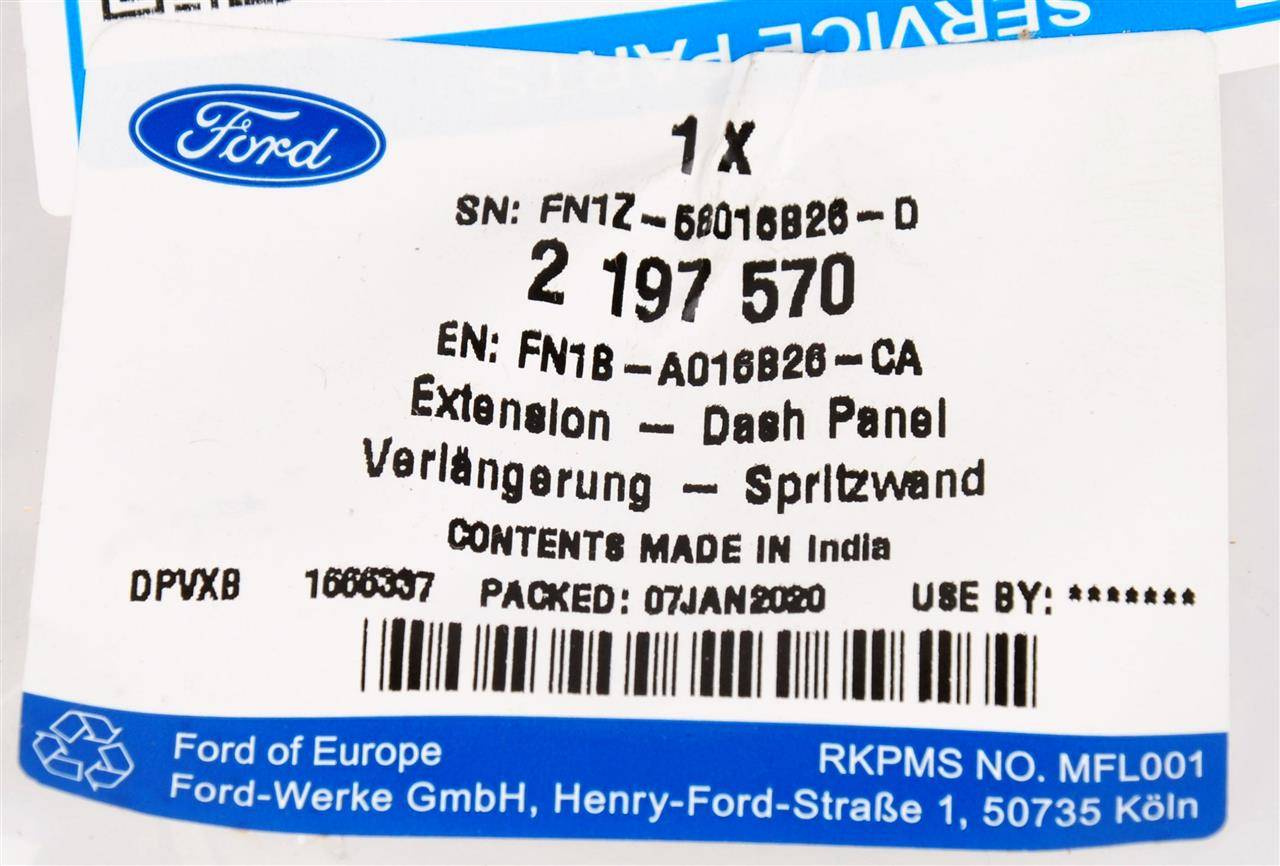 SERVICE PARTS
Ford
1 X
SN: FN1Z-58016B26-D
2 197 570
EN: FN1B-A016B26-CA
Extension - Dash Panel
Verlängerung - Spritzwand
CONTENTS MADE IN India
DPVXB 1666337 PACKED: 07JAN2020 USE BY: *******
Ford of Europe RKPMS NO. MFL001
Ford-Werke GmbH, Henry-Ford-Straße 1, 50735 Köln